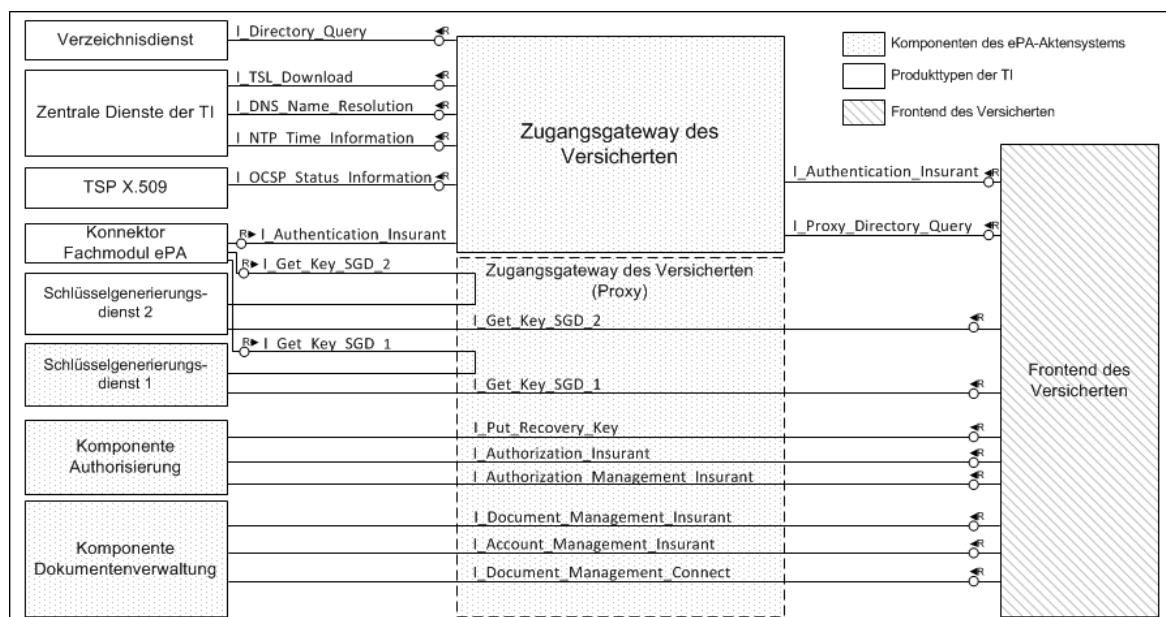 Verzeichnisdienst
I_Directory_Query
R
Zentrale Dienste der TI
I_TSL_Download
R
I_DNS_Name_Resolution
R
I_NTP_Time_Information
R
TSP X.509
I_OCSP_Status_Information
R
Konnektor
Fachmodul ePA
R
I_Authentication_Insurant
R
I_Get_Key_SGD_2
Schlüsselgenerierungs-
dienst 2
R
I_Get_Key_SGD_1
Schlüsselgenerierungs-
dienst 1
Komponente
Authorisierung
Komponente
Dokumentenverwaltung
Zugangsgateway des
Versicherten
Zugangsgateway des Versicherten
(Proxy)
I_Get_Key_SGD_2
R
I_Get_Key_SGD_1
R
I_Put_Recovery_Key
R
I_Authorization_Insurant
R
I_Authorization_Management_Insurant
R
I_Document_Management_Insurant
R
I_Account_Management_Insurant
R
I_Document_Management_Connect
R
I_Authentication_Insurant
R
I_Proxy_Directory_Query
R
Komponenten des ePA-Aktensystems
Produkttypen der TI
Frontend des Versicherten
Frontend des
Versicherten